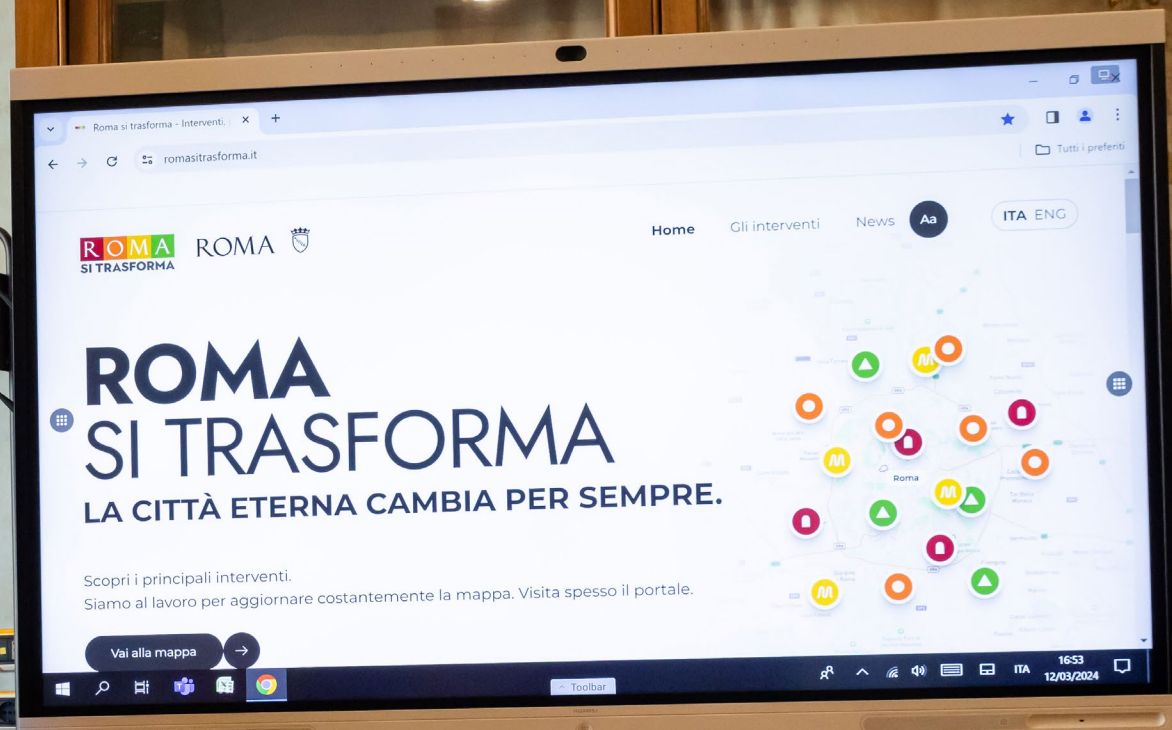 Roma si trasforma - Interventi,
romasitrasforma.it
Tutti i preferiti
ROMA
SI TRASFORMA
ROMA
Home
Gli interventi
News
Aa
ITA ENG
ROMA
SI TRASFORMA
LA CITTÀ ETERNA CAMBIA PER SEMPRE.
Roma
Scopri i principali interventi.
Siamo al lavoro per aggiornare costantemente la mappa. Visita spesso il portale.
Vai alla mappa
Toolbar
ITA
16:53
12/03/2024
HUAWEI